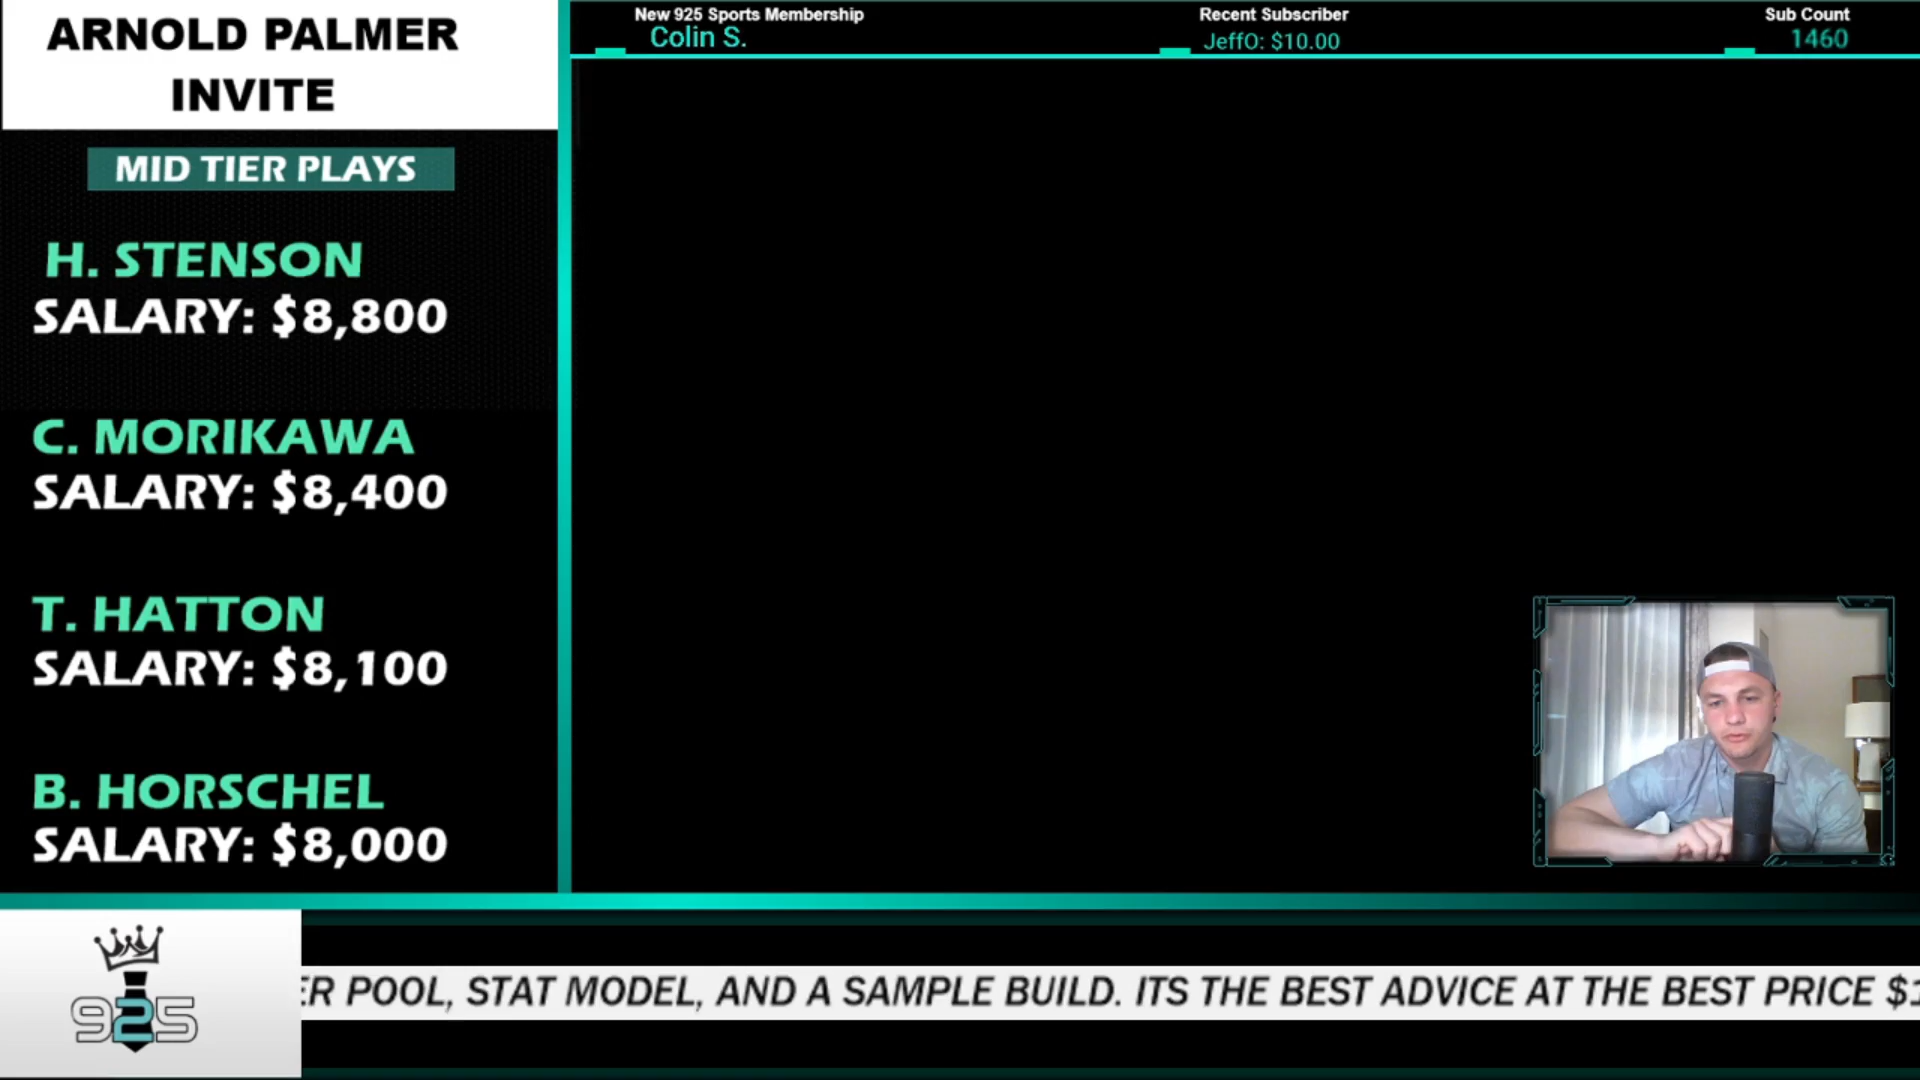 ARNOLD PALMER
INVITE
MID TIER PLAYS
H. STENSON
SALARY: $8,800
C. MORIKAWA
SALARY: $8,400
T. HATTON
SALARY: $8,100
B. HORSCHEL
SALARY: $8,000
New 925 Sports Membership
Colin S.
Recent Subscriber
JeffO: $10.00
Sub Count
1460
925
ER POOL, STAT MODEL, AND A SAMPLE BUILD. ITS THE BEST ADVICE AT THE BEST PRICE $1